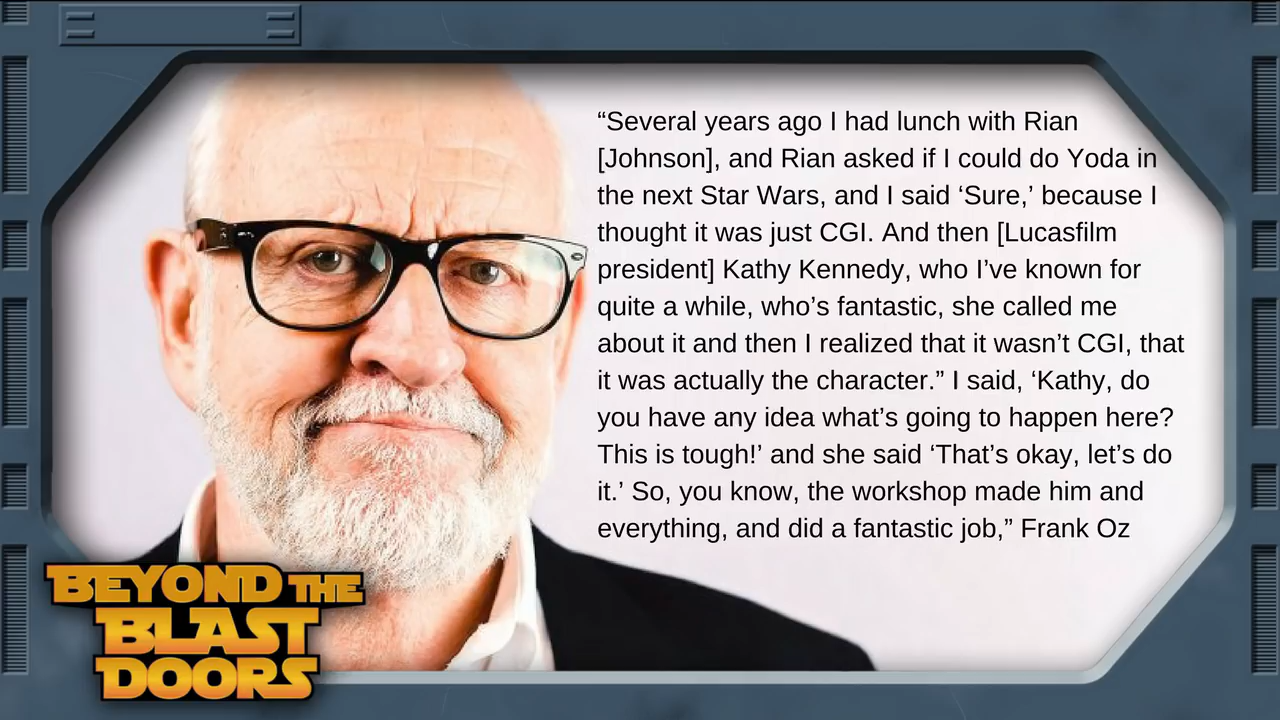 “Several years ago I had lunch with Rian
[Johnson], and Rian asked if I could do Yoda in
the next Star Wars, and I said ‘Sure,’ because I
thought it was just CGI. And then [Lucasfilm
president] Kathy Kennedy, who I’ve known for
quite a while, who’s fantastic, she called me
about it and then I realized that it wasn’t CGI, that
it was actually the character.” I said, ‘Kathy, do
you have any idea what’s going to happen here?
This is tough!’ and she said ‘That’s okay, let’s do
it.’ So, you know, the workshop made him and
everything, and did a fantastic job,” Frank Oz
BEYOND THE
BLAST
DOORS